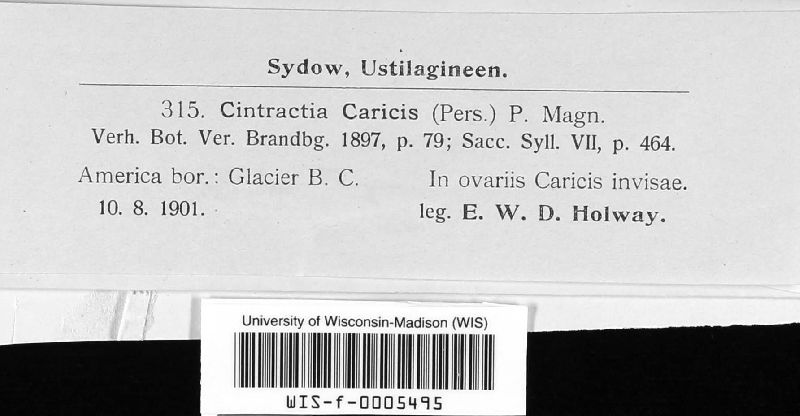 Sydow, Ustilagineen.
315. Cintractia Caricis (Pers.) P. Magn.
Verh. Bot. Ver. Brandbg. 1897, p. 79; Sacc. Syll. VII, p. 464.
America bor.: Glacier B. C. In ovariis Caricis invisae.
10. 8. 1901. leg. E. W. D. Holway.
University of Wisconsin-Madison (WIS)
WIS-f-0005495